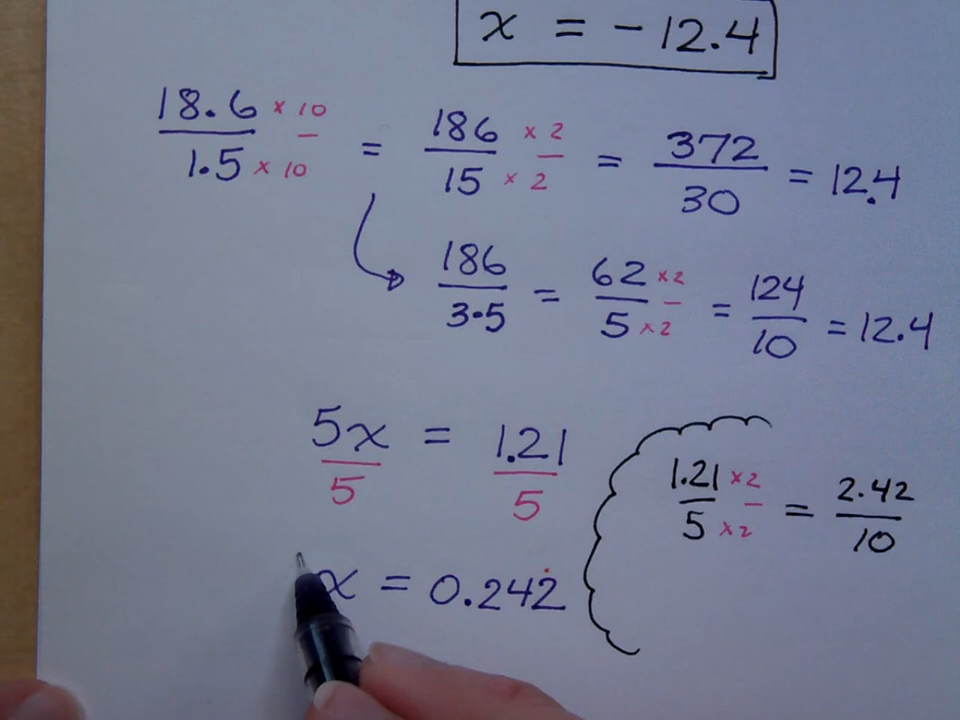 x = -12.4
18.6 × 10 / 1.5 × 10 = 186 × 2 / 15 × 2 = 372 / 30 = 12.4
186 / 3·5 = 62 ×2 / 5 ×2 = 124 / 10 = 12.4
5x / 5 = 1.21 / 5
1.21 ×2 / 5 ×2 = 2.42 / 10
x = 0.242